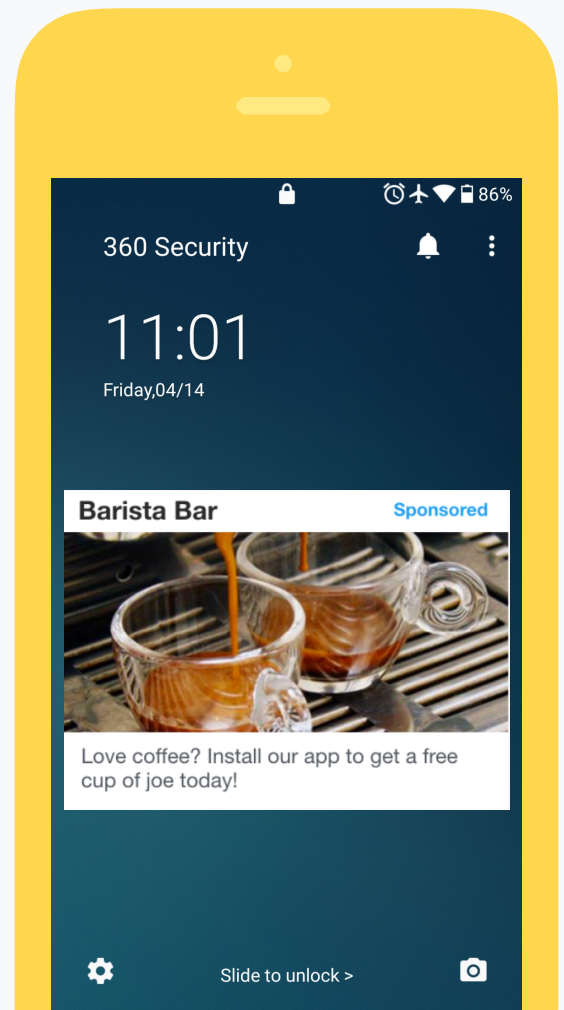 86%
360 Security
11:01
Friday,04/14
Barista Bar
Sponsored
Love coffee? Install our app to get a free
cup of joe today!
Slide to unlock >